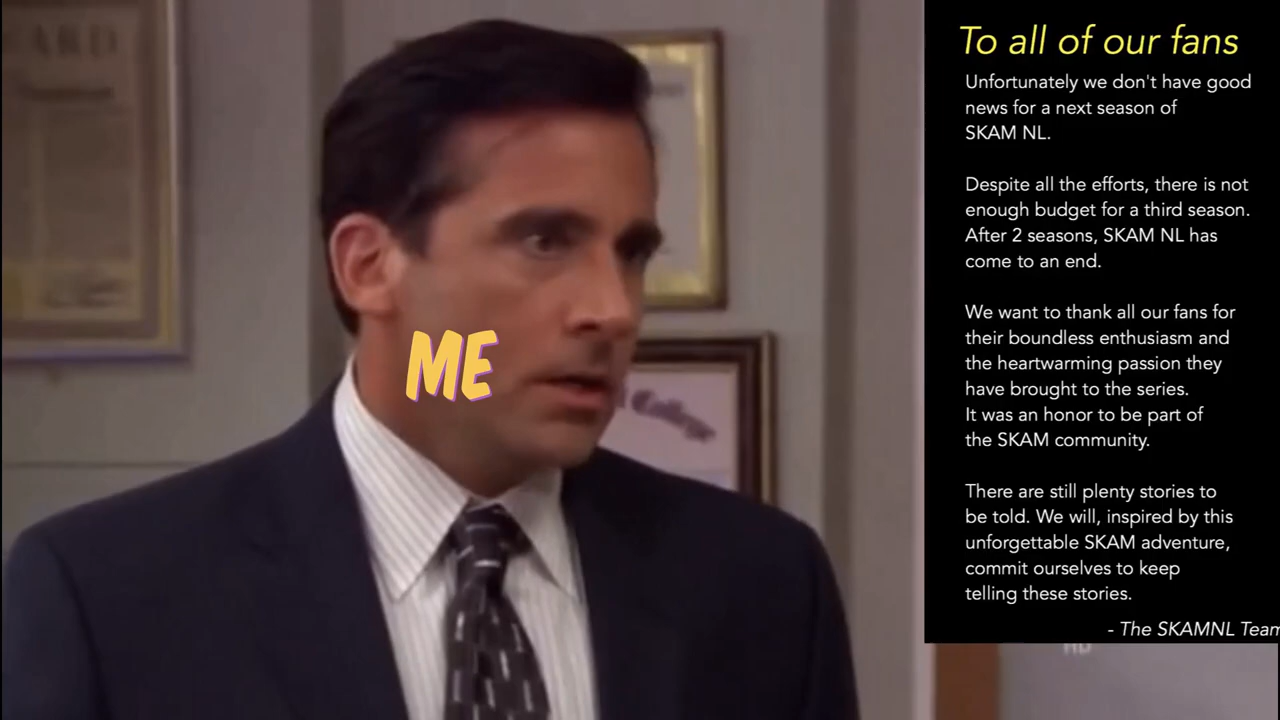 ARD
ME
College
To all of our fans
Unfortunately we don't have good
news for a next season of
SKAM NL.
Despite all the efforts, there is not
enough budget for a third season.
After 2 seasons, SKAM NL has
come to an end.
We want to thank all our fans for
their boundless enthusiasm and
the heartwarming passion they
have brought to the series.
It was an honor to be part of
the SKAM community.
There are still plenty stories to
be told. We will, inspired by this
unforgettable SKAM adventure,
commit ourselves to keep
telling these stories.
- The SKAMNL Team
HD